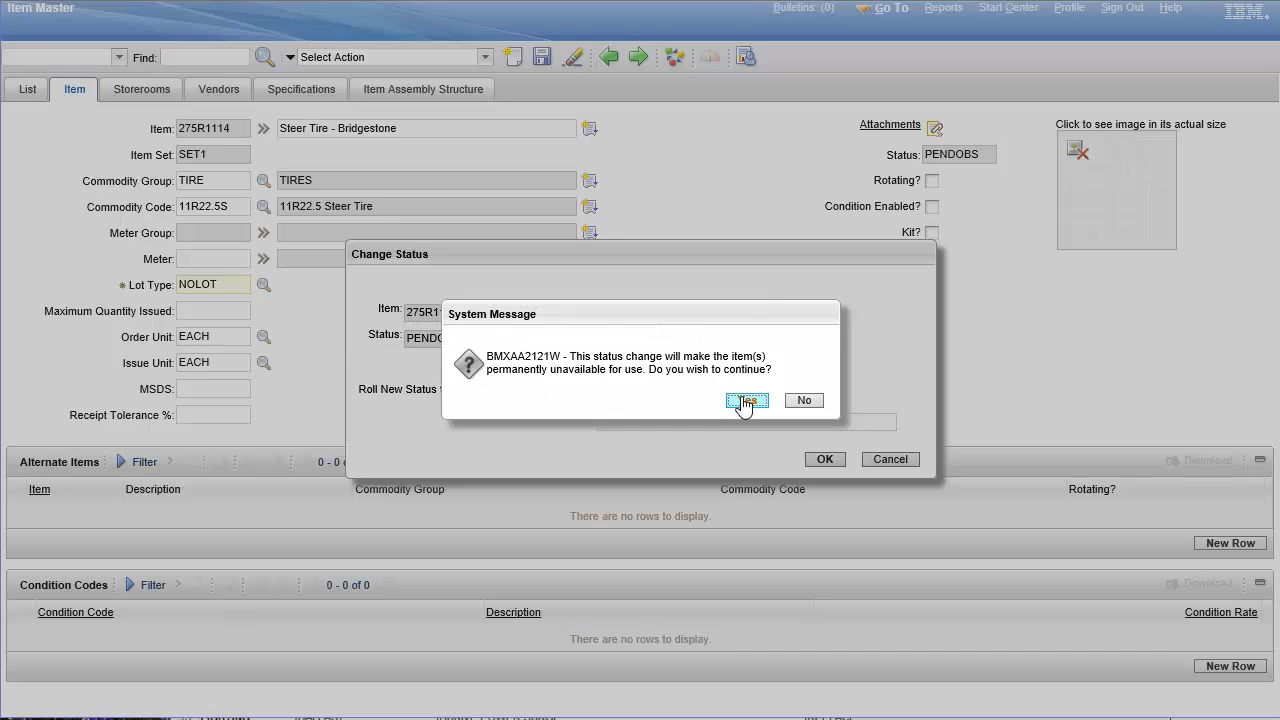 Item Master
Bulletins (0) Go To Reports Start Center Profile Sign Out Help IBM.
Find: Select Action
List Item Storerooms Vendors Specifications Item Assembly Structure
Item: 275R1114 Steer Tire - Bridgestone Attachments Click to see image in its actual size
Item Set: SET1 Status: PENDOBS
Commodity Group: TIRE TIRES Rotating?
Commodity Code: 11R22.5S 11R22.5 Steer Tire Condition Enabled?
Meter Group: Kit?
Meter:
Lot Type: NOLOT
Maximum Quantity Issued:
Order Unit: EACH
Issue Unit: EACH
MSDS:
Receipt Tolerance %:
Change Status
Item: 275R1
Status: PENDO
Roll New Status
System Message
BMXAA2121W - This status change will make the item(s)
permanently unavailable for use. Do you wish to continue?
Yes No
OK Cancel
Alternate Items Filter 0 - 0 Download
Item Description Commodity Group Commodity Code Rotating?
There are no rows to display.
New Row
Condition Codes Filter 0 - 0 of 0 Download
Condition Code Description Condition Rate
There are no rows to display.
New Row